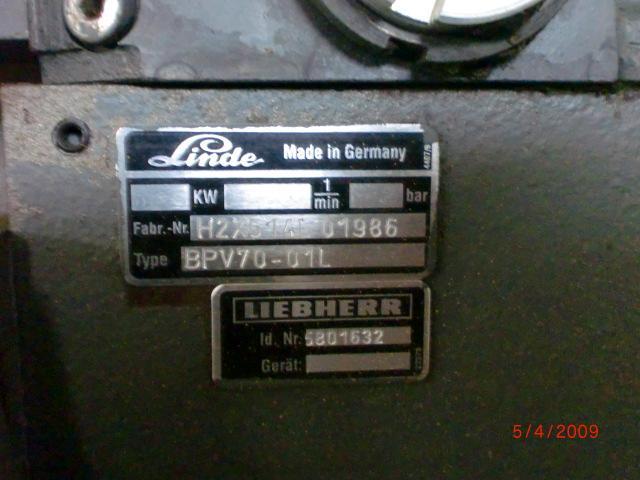 Linde Made in Germany
KW 1/min bar
Fabr.-Nr. 01986
Type BPV70-01L
LIEBHERR
Id. Nr. 5801632
Gerät:
5/4/2009